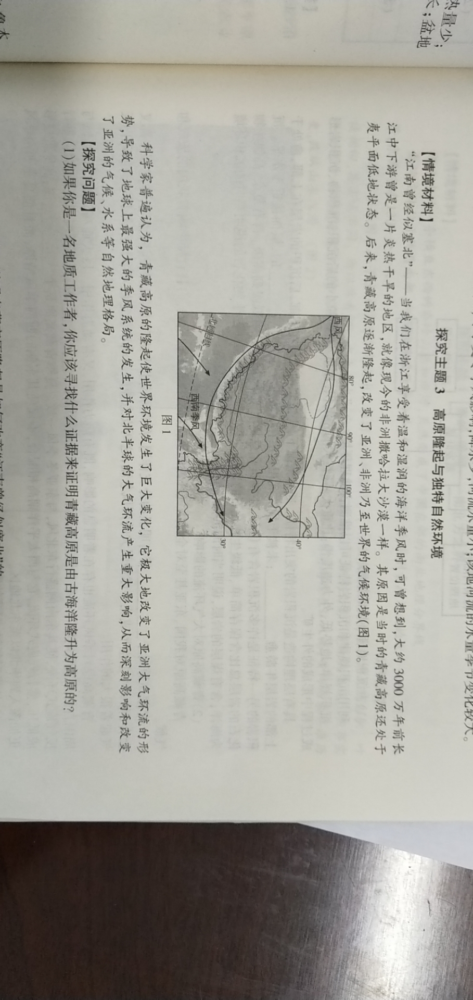 热量少；
；盆地
探究主题3 高原隆起与独特自然环境
【情境材料】
“江南曾经似塞北”——当我们在浙江享受着温和湿润的海洋季风时，可曾想到，大约3000万年前长
江中下游曾是一片炎热干旱的地区，就像现今的非洲撒哈拉大沙漠一样。其原因是当时的青藏高原还处于
夷平面低地状态。后来，青藏高原逐渐隆起，改变了亚洲、非洲乃至世界的气候环境(图1)。
80°
90°
100°
西风
40°
30°
北回归线
西南季风
图1
科学家普遍认为，青藏高原的隆起使世界环境发生了巨大变化，它极大地改变了亚洲大气环流的形
势，导致了地球上最强大的季风系统的发生，并对北半球的大气环流产生重大影响，从而深刻影响和改变
了亚洲的气候、水系等自然地理格局。
【探究问题】
(1)如果你是一名地质工作者，你应该寻找什么证据来证明青藏高原是由古海洋隆升为高原的？